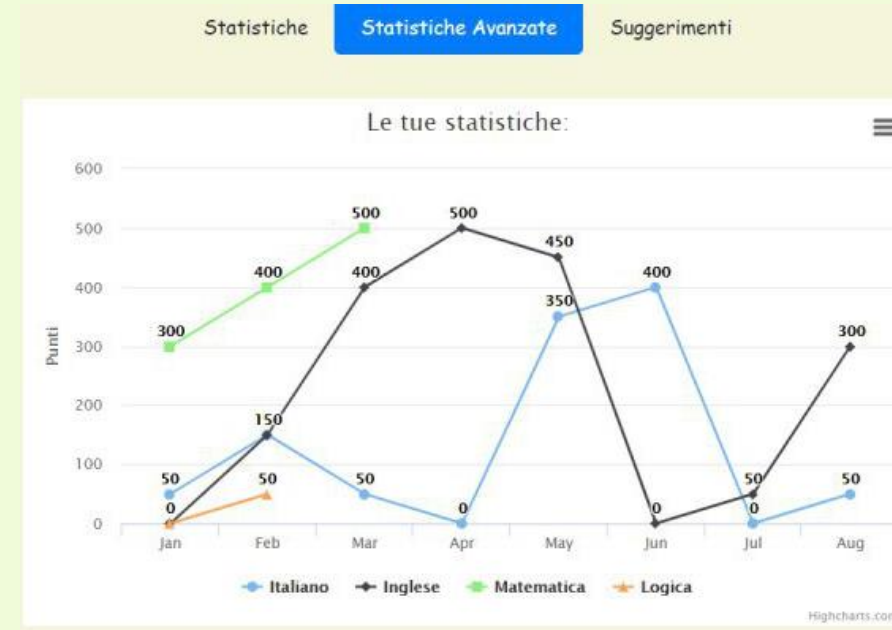 Statistiche Statistiche Avanzate Suggerimenti
Le tue statistiche:
600
500 500
500
450
400 400 400
400
350
300 300
300
Punti
200
150
100
50 50 50 50 50
0 0 0 0
0
Jan Feb Mar Apr May Jun Jul Aug
Italiano Inglese Matematica Logica
Highcharts.com